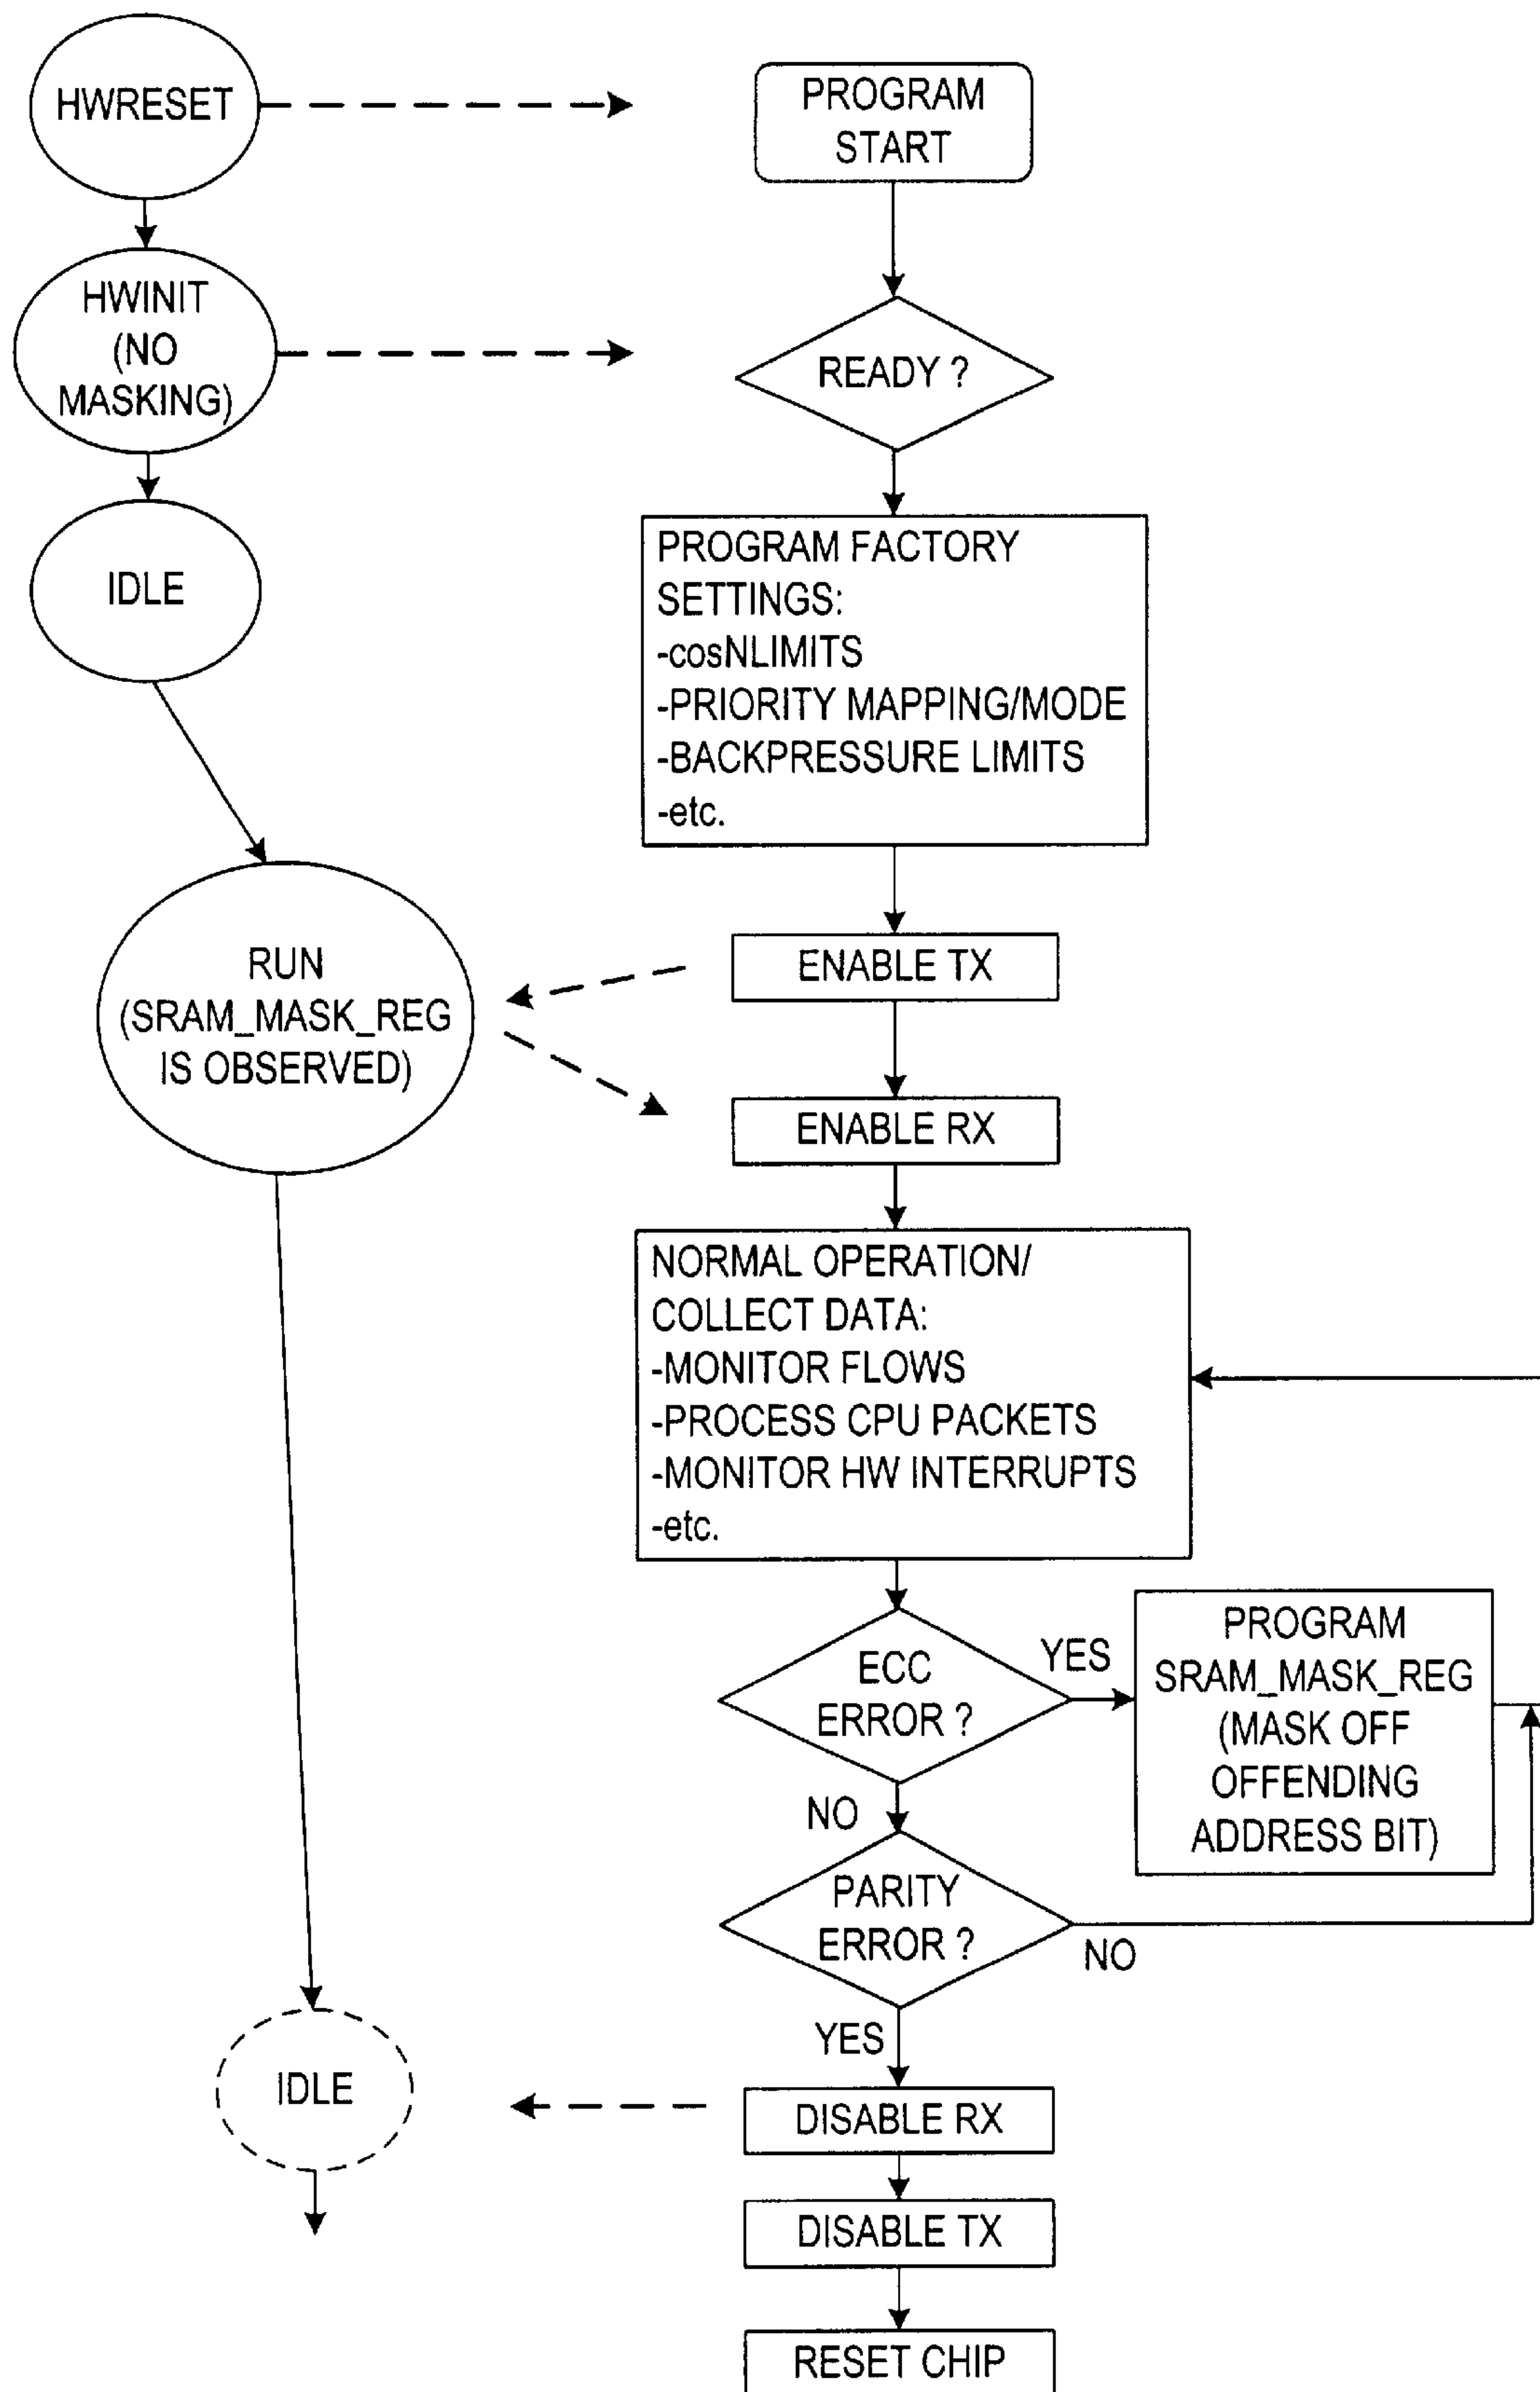 HWRESET
PROGRAM
START
HWINIT
(NO
MASKING)
READY ?
IDLE
PROGRAM FACTORY
SETTINGS:
-cosNLIMITS
-PRIORITY MAPPING/MODE
-BACKPRESSURE LIMITS
-etc.
RUN
(SRAM_MASK_REG
IS OBSERVED)
ENABLE TX
ENABLE RX
NORMAL OPERATION/
COLLECT DATA:
-MONITOR FLOWS
-PROCESS CPU PACKETS
-MONITOR HW INTERRUPTS
-etc.
ECC
ERROR ?
YES
PROGRAM
SRAM_MASK_REG
(MASK OFF
OFFENDING
ADDRESS BIT)
NO
PARITY
ERROR ?
NO
YES
IDLE
DISABLE RX
DISABLE TX
RESET CHIP